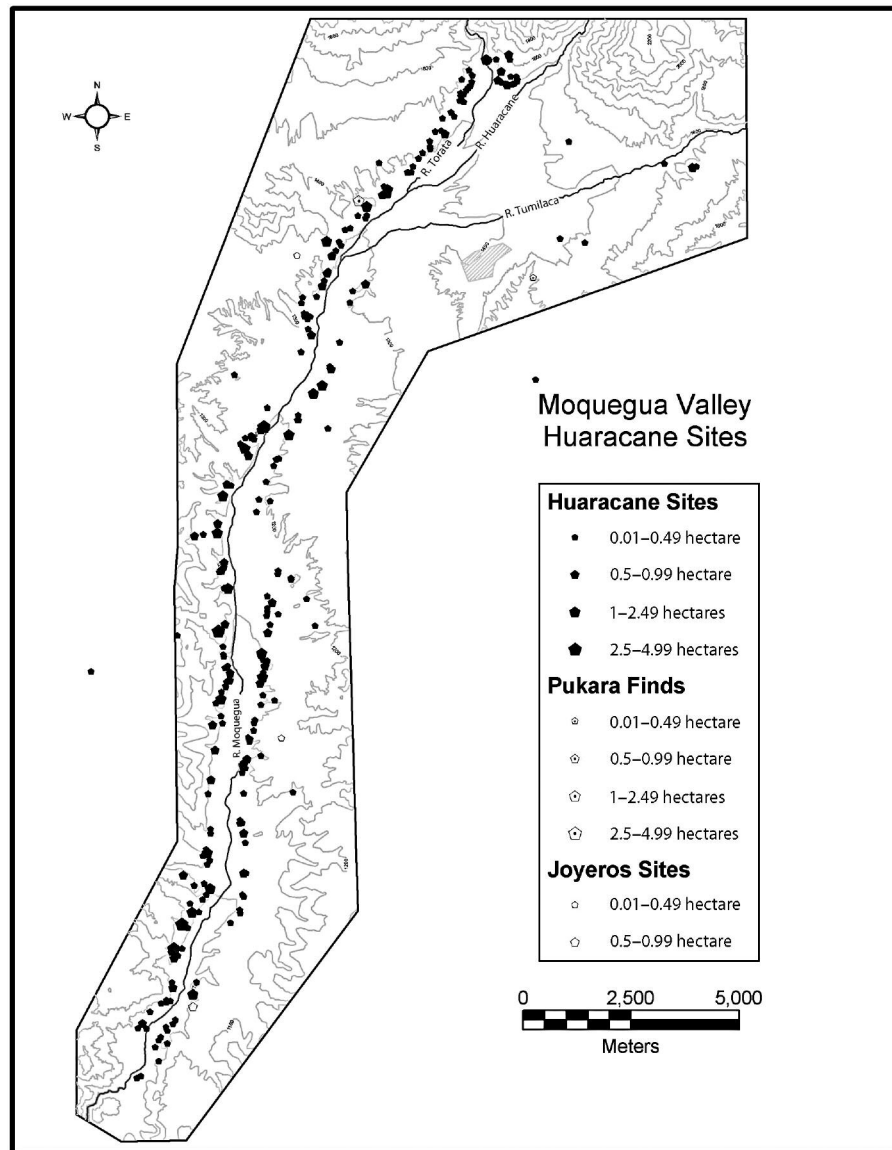 N
W E
S
R. Torata
R. Huaracane
R. Tumilaca
R. Moquegua
Moquegua Valley
Huaracane Sites
Huaracane Sites
0.01–0.49 hectare
0.5–0.99 hectare
1–2.49 hectares
2.5–4.99 hectares
Pukara Finds
0.01–0.49 hectare
0.5–0.99 hectare
1–2.49 hectares
2.5–4.99 hectares
Joyeros Sites
0.01–0.49 hectare
0.5–0.99 hectare
0 2,500 5,000
Meters